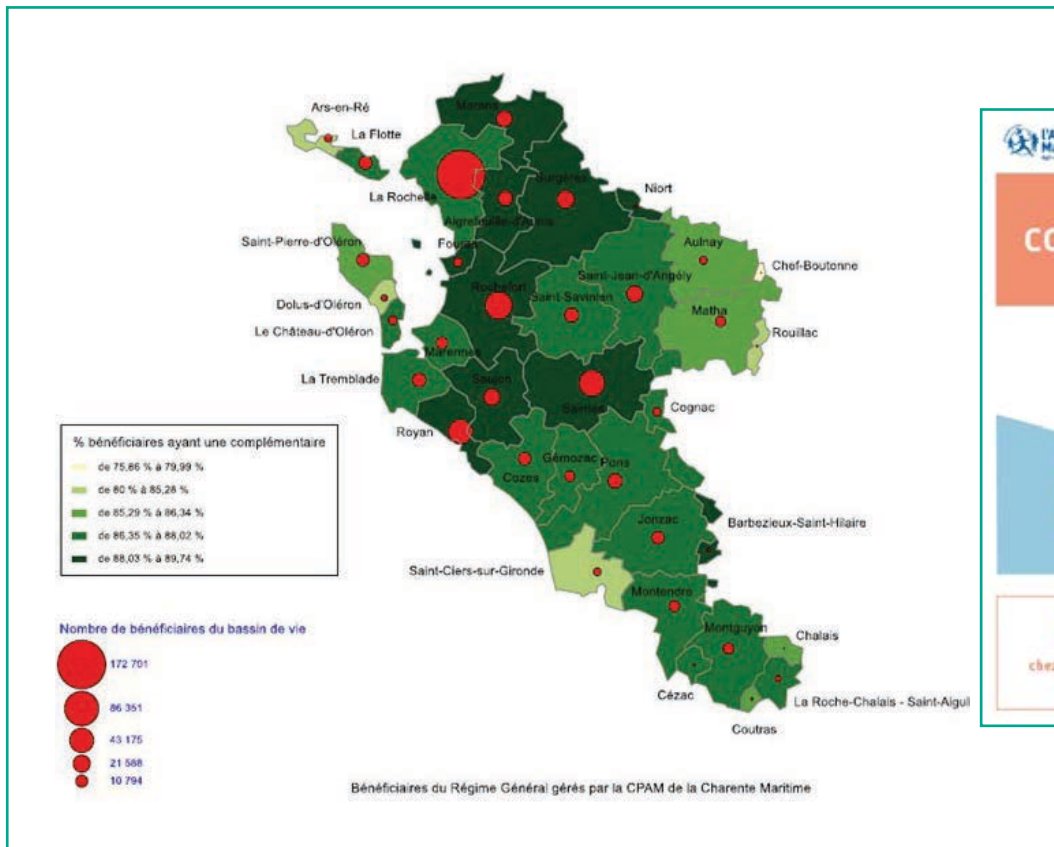 Ars-en-Ré
La Flotte
Marans
La Rochelle
Surgères
Niort
Aigrefeuille-d'Aunis
Saint-Pierre-d'Oléron
Fouras
Aulnay
Chef-Boutonne
Saint-Jean-d'Angély
Rochefort
Saint-Savinien
Dolus-d'Oléron
Matha
Le Château-d'Oléron
Rouillac
Marennes
La Tremblade
Saujon
Saintes
Cognac
Royan
Gémozac
Pons
Cozes
Jonzac
Barbezieux-Saint-Hilaire
Saint-Ciers-sur-Gironde
Montendre
Montguyon
Chalais
Cézac
La Roche-Chalais - Saint-Aigul
Coutras
% bénéficiaires ayant une complémentaire
de 75,86 % à 79,99 %
de 80 % à 85,28 %
de 85,29 % à 86,34 %
de 86,35 % à 88,02 %
de 88,03 % à 89,74 %
Nombre de bénéficiaires du bassin de vie
172 701
86 351
43 175
21 588
10 794
Bénéficiaires du Régime Général gérés par la CPAM de la Charente Maritime
CO
chez